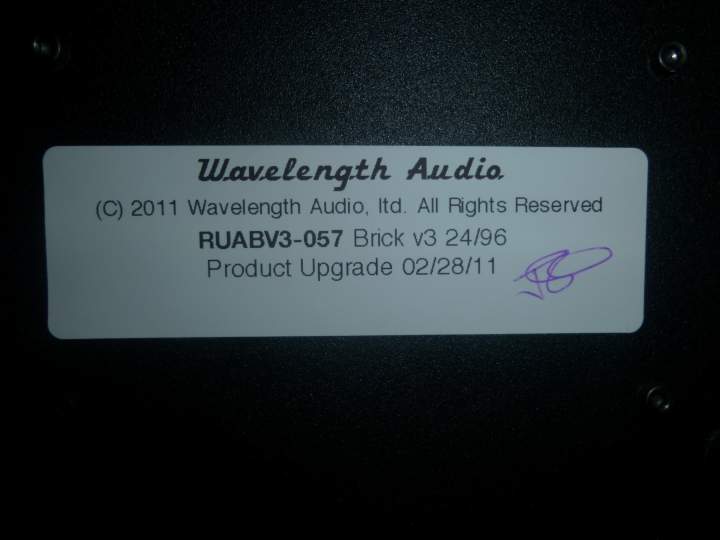 Wavelength Audio
(C) 2011 Wavelength Audio, ltd. All Rights Reserved
RUABV3-057 Brick v3 24/96
Product Upgrade 02/28/11